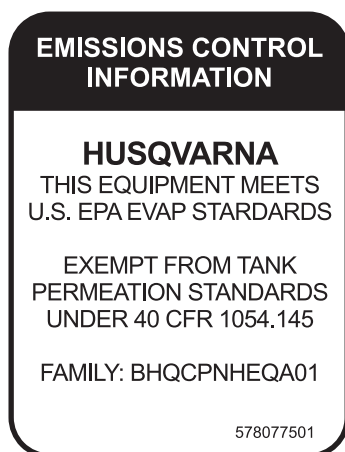 EMISSIONS CONTROL
INFORMATION
HUSQVARNA
THIS EQUIPMENT MEETS
U.S. EPA EVAP STARDARDS
EXEMPT FROM TANK
PERMEATION STANDARDS
UNDER 40 CFR 1054.145
FAMILY: BHQCPNHEQA01
578077501